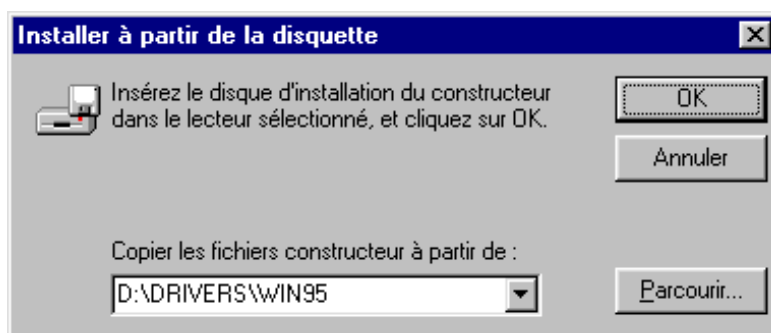 Installer à partir de la disquette
Insérez le disque d'installation du constructeur
dans le lecteur sélectionné, et cliquez sur OK.
OK
Annuler
Copier les fichiers constructeur à partir de :
D:\DRIVERS\WIN95
Parcourir...